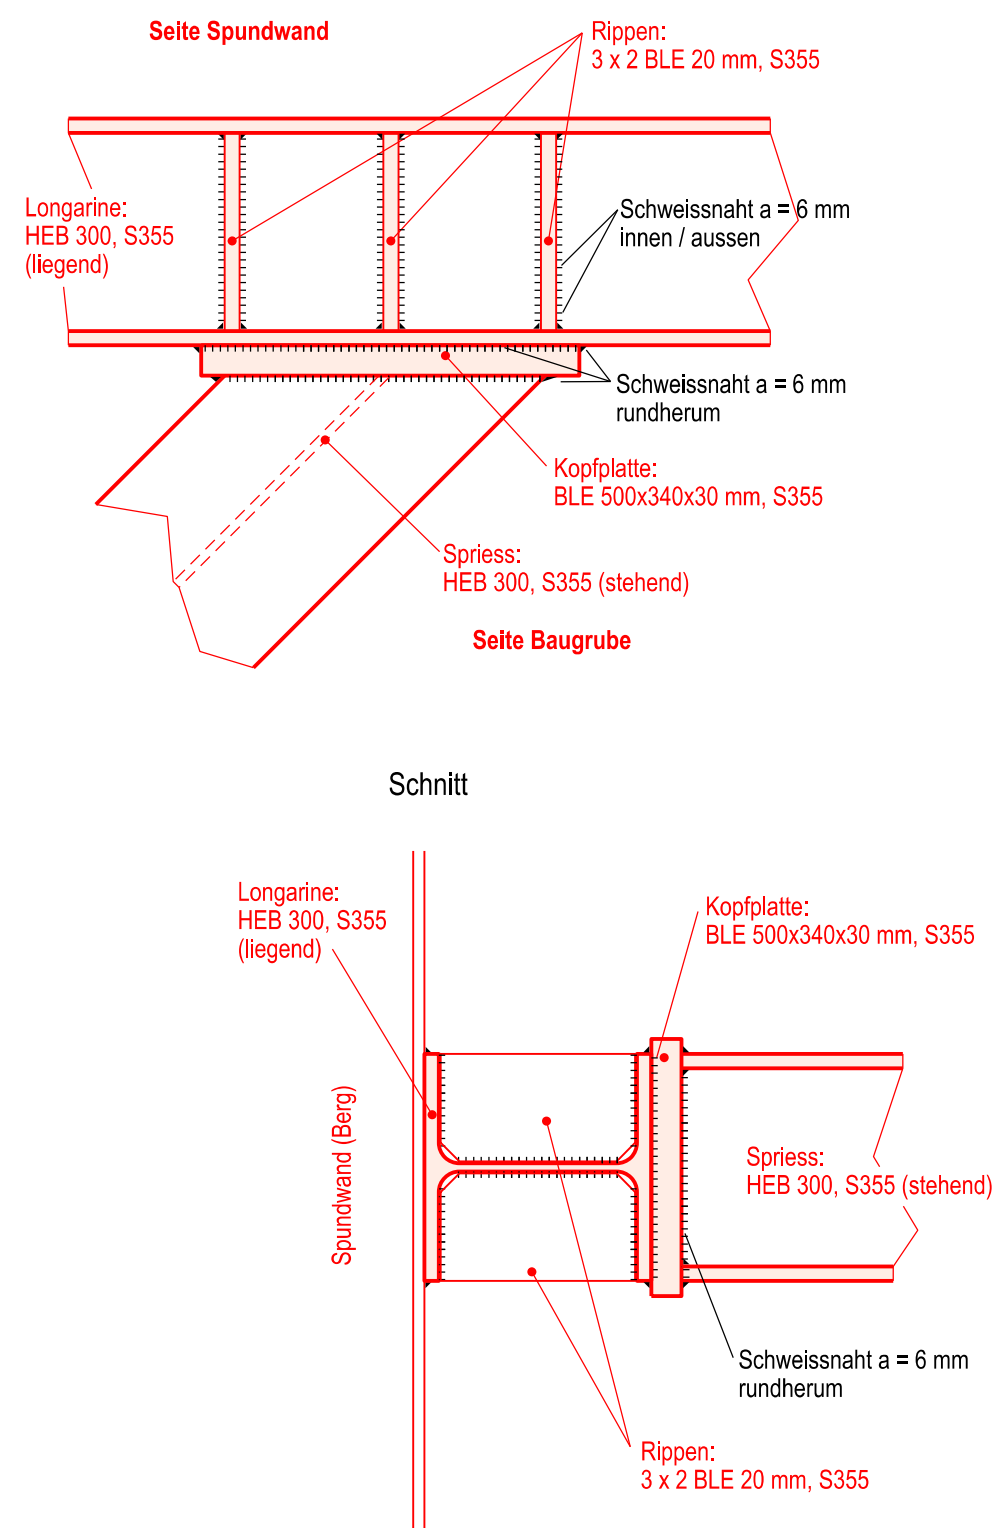 Seite Spundwand
Rippen:
3 x 2 BLE 20 mm, S355
Longarine:
HEB 300, S355
(liegend)
Schweissnaht a = 6 mm
innen / aussen
Schweissnaht a = 6 mm
rundherum
Kopfplatte:
BLE 500x340x30 mm, S355
Spriess:
HEB 300, S355 (stehend)
Seite Baugrube
Schnitt
Longarine:
HEB 300, S355
(liegend)
Kopfplatte:
BLE 500x340x30 mm, S355
Spundwand (Berg)
Spriess:
HEB 300, S355 (stehend)
Schweissnaht a = 6 mm
rundherum
Rippen:
3 x 2 BLE 20 mm, S355